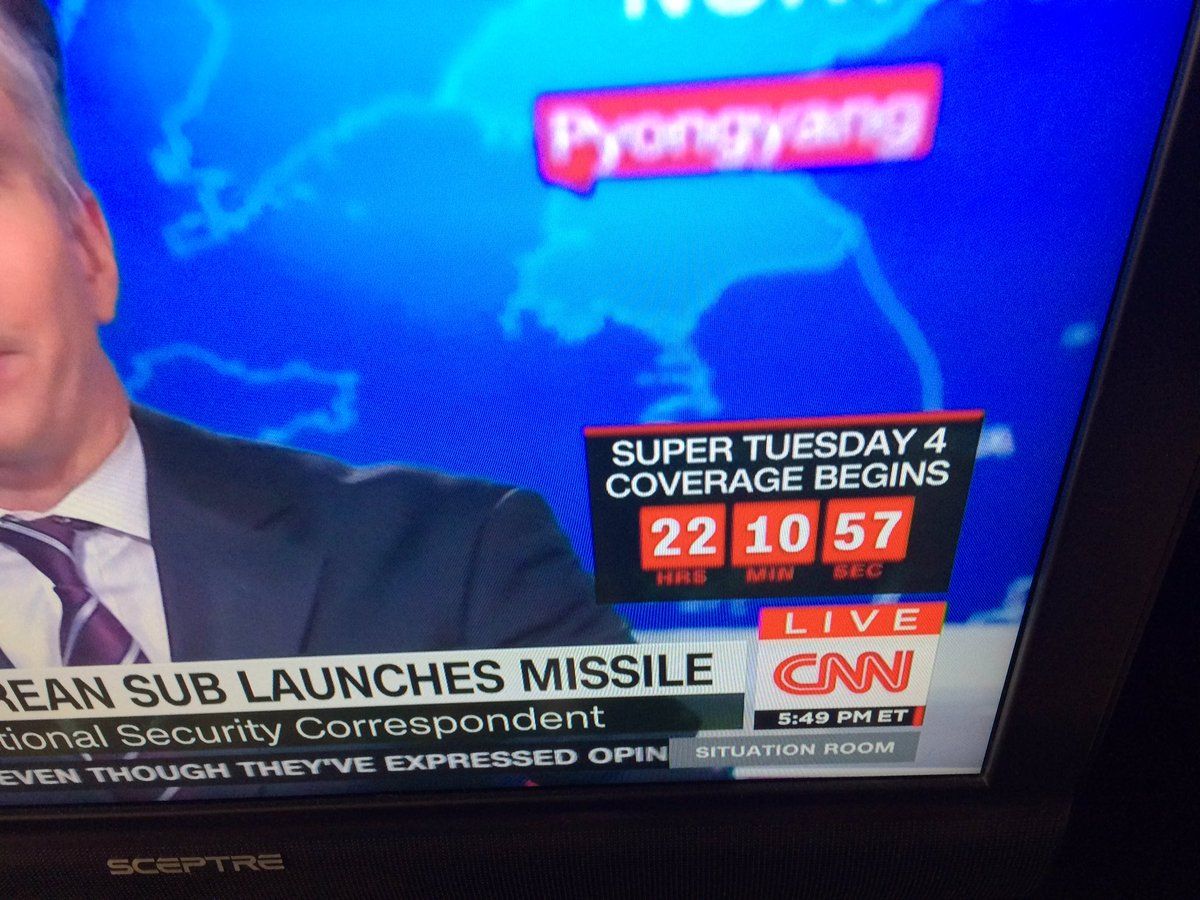 Pyongyang
SUPER TUESDAY 4
COVERAGE BEGINS
22 10 57
HRS MIN SEC
LIVE
CNN
REAN SUB LAUNCHES MISSILE
tional Security Correspondent
5:49 PM ET
EVEN THOUGH THEY'VE EXPRESSED OPIN
SITUATION ROOM
SCEPTRE